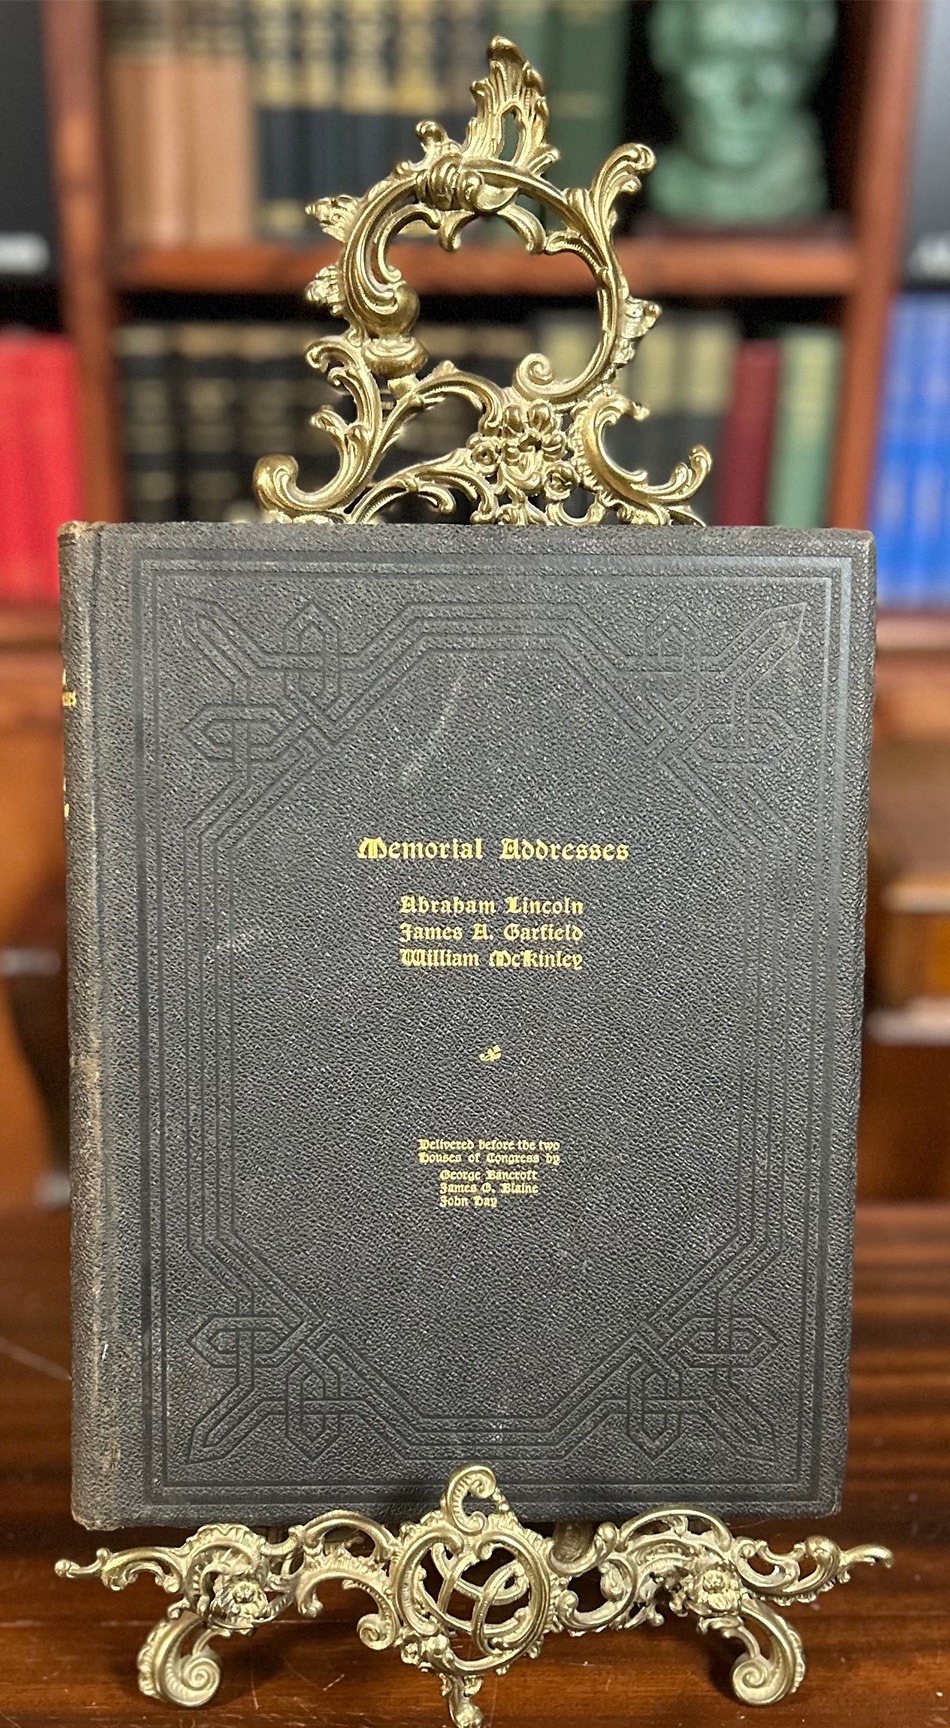 Memorial Addresses
Abraham Lincoln
James A. Garfield
William McKinley
Delivered before the two
Houses of Congress by
George Bancroft
James G. Blaine
John Hay